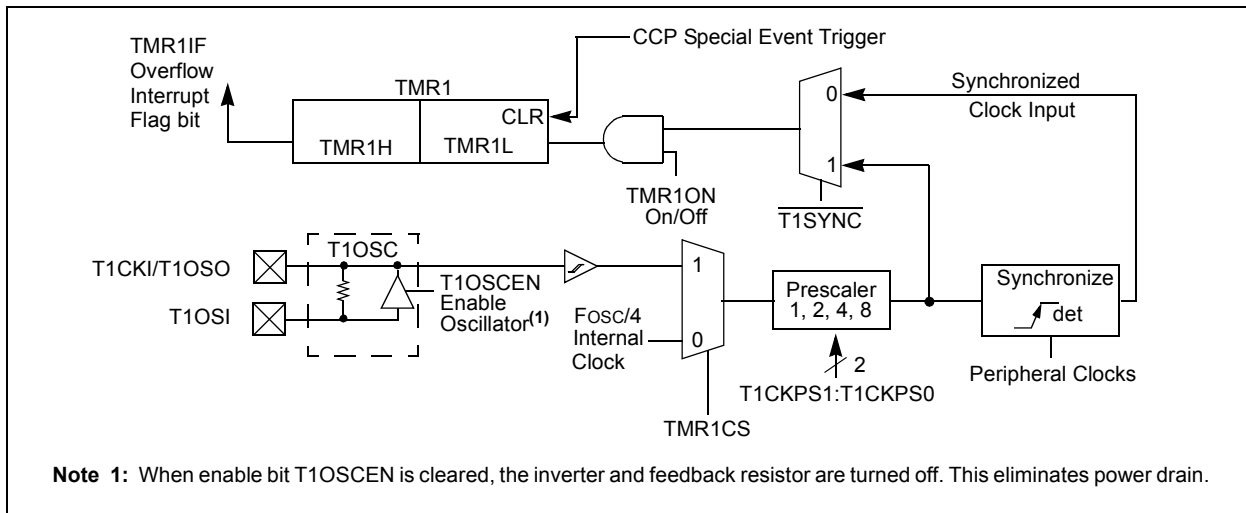 TMR1IF
Overflow
Interrupt
Flag bit
TMR1
TMR1H
TMR1L
CLR
CCP Special Event Trigger
TMR1ON
On/Off
0
1
T1SYNC
Synchronized
Clock Input
T1CKI/T1OSO
T1OSI
T1OSC
T1OSCEN
Enable
Oscillator(1)
FOSC/4
Internal
Clock
1
0
TMR1CS
Prescaler
1, 2, 4, 8
2
T1CKPS1:T1CKPS0
Synchronize
det
Peripheral Clocks
Note 1: When enable bit T1OSCEN is cleared, the inverter and feedback resistor are turned off. This eliminates power drain.